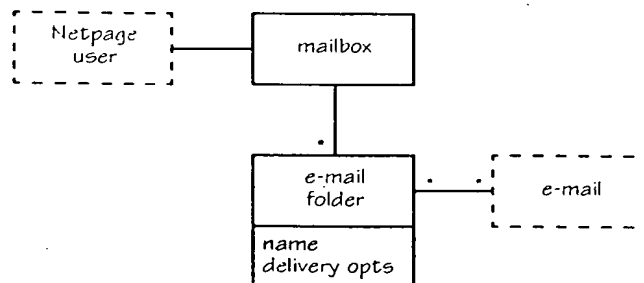 Netpage
user
mailbox
e-mail
folder
e-mail
name
delivery opts